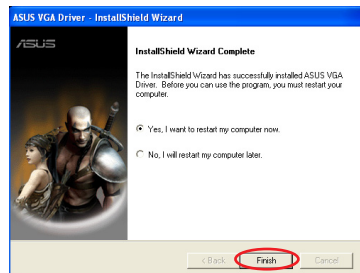 ASUS VGA Driver - InstallShield Wizard
ASUS
InstallShield Wizard Complete
The InstallShield Wizard has successfully installed ASUS VGA
Driver. Before you can use the program, you must restart your
computer.
Yes, I want to restart my computer now.
No, I will restart my computer later.
< Back
Finish
Cancel